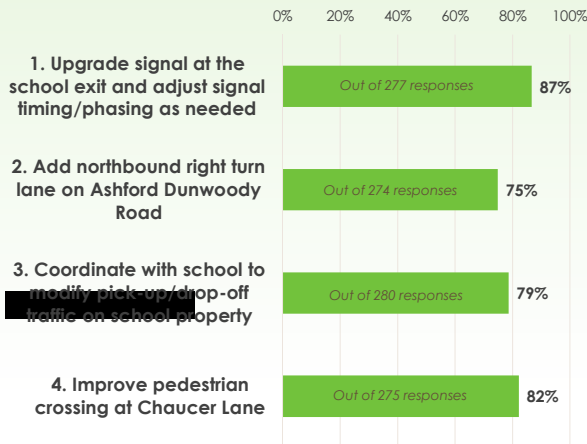 0% 20% 40% 60% 80% 100%
1. Upgrade signal at the
school exit and adjust signal
timing/phasing as needed
Out of 277 responses 87%
2. Add northbound right turn
lane on Ashford Dunwoody
Road
Out of 274 responses 75%
3. Coordinate with school to
modify pick-up/drop-off
traffic on school property
Out of 280 responses 79%
4. Improve pedestrian
crossing at Chaucer Lane
Out of 275 responses 82%